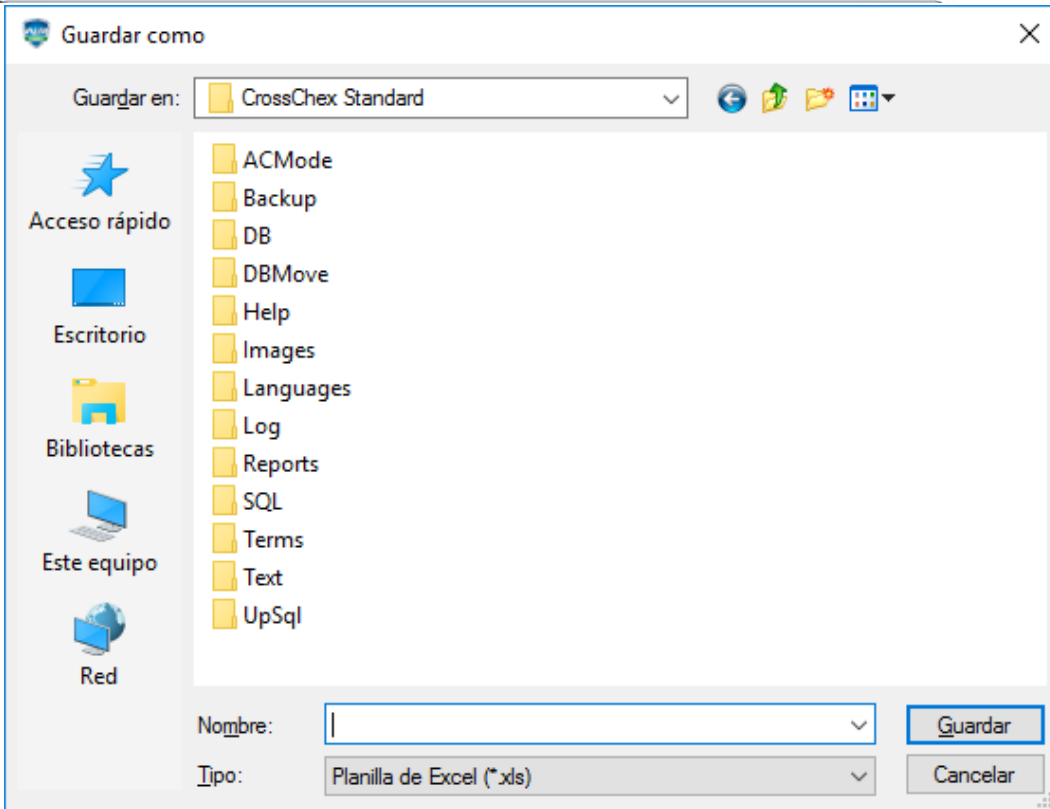 Guardar como
Guardar en: CrossChex Standard
ACMode
Backup
DB
DBMove
Help
Images
Languages
Log
Reports
SQL
Terms
Text
UpSql
Acceso rápido
Escritorio
Bibliotecas
Este equipo
Red
Nombre: Guardar
Tipo: Planilla de Excel (*.xls) Cancelar